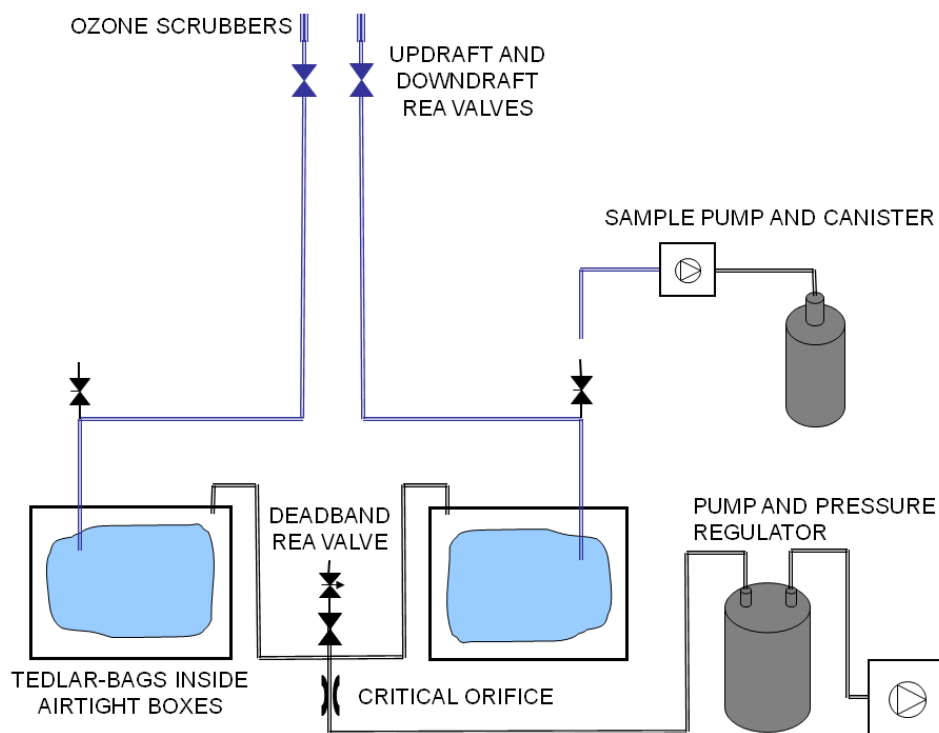 OZONE SCRUBBERS
UPDRAFT AND
DOWNDRAFT
REA VALVES
SAMPLE PUMP AND CANISTER
DEADBAND
REA VALVE
PUMP AND PRESSURE
REGULATOR
TEDLAR-BAGS INSIDE
AIRTIGHT BOXES
CRITICAL ORIFICE